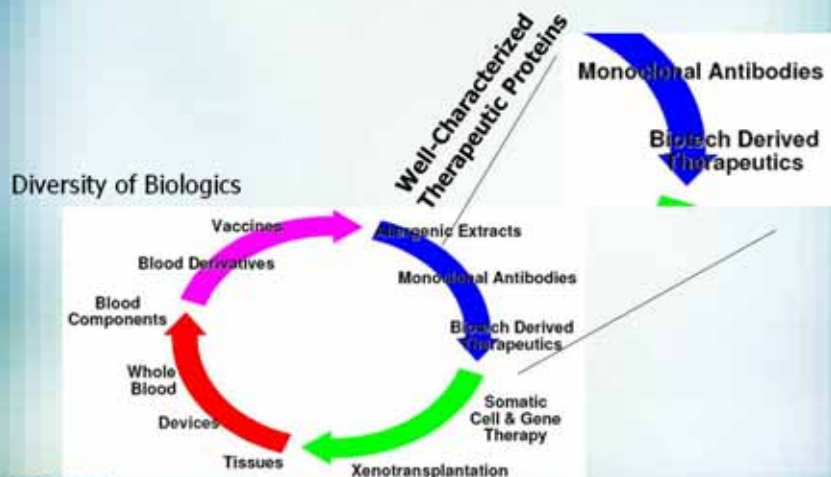 Well-Characterized
Therapeutic Proteins
Monoclonal Antibodies
Biotech Derived
Therapeutics
Diversity of Biologics
Vaccines
Allergenic Extracts
Blood Derivatives
Monoclonal Antibodies
Blood
Components
Biotech Derived
Therapeutics
Whole
Blood
Somatic
Cell & Gene
Therapy
Devices
Tissues
Xenotransplantation